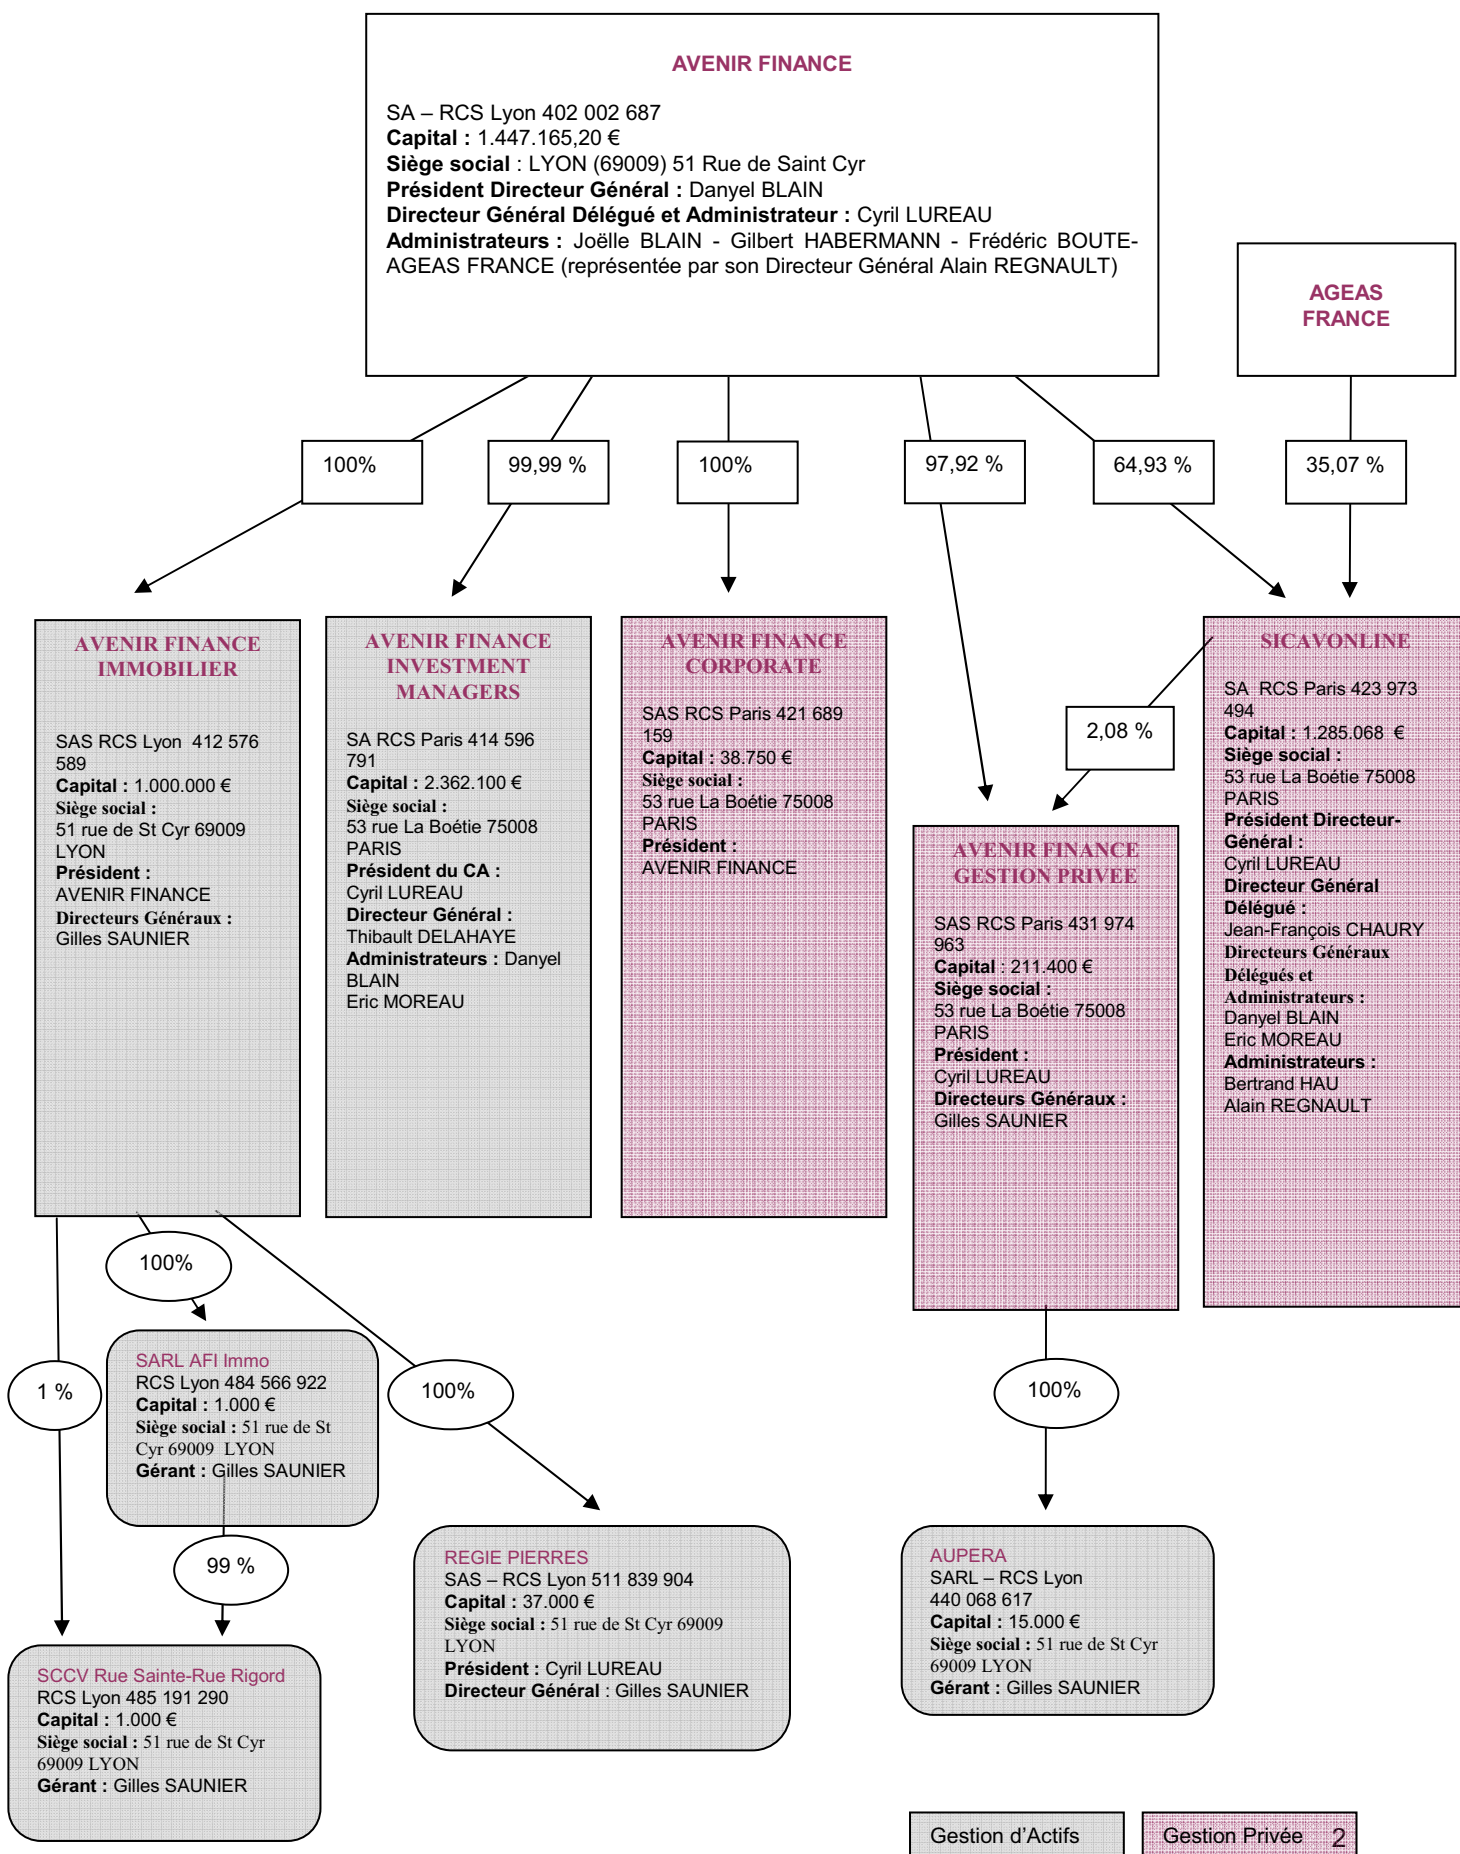 AVENIR FINANCE
SA – RCS Lyon 402 002 687
Capital : 1.447.165,20 €
Siège social : LYON (69009) 51 Rue de Saint Cyr
Président Directeur Général : Danyel BLAIN
Directeur Général Délégué et Administrateur : Cyril LUREAU
Administrateurs : Joëlle BLAIN - Gilbert HABERMANN - Frédéric BOUTE-
AGEAS FRANCE (représentée par son Directeur Général Alain REGNAULT)
AGEAS
FRANCE
100%
99,99 %
100%
97,92 %
64,93 %
35,07 %
AVENIR FINANCE
IMMOBILIER
SAS RCS Lyon 412 576
589
Capital : 1.000.000 €
Siège social :
51 rue de St Cyr 69009
LYON
Président :
AVENIR FINANCE
Directeurs Généraux :
Gilles SAUNIER
AVENIR FINANCE
INVESTMENT
MANAGERS
SA RCS Paris 414 596
791
Capital : 2.362.100 €
Siège social :
53 rue La Boétie 75008
PARIS
Président du CA :
Cyril LUREAU
Directeur Général :
Thibault DELAHAYE
Administrateurs : Danyel
BLAIN
Eric MOREAU
AVENIR FINANCE
CORPORATE
SAS RCS Paris 421 689
159
Capital : 38.750 €
Siège social :
53 rue La Boétie 75008
PARIS
Président :
AVENIR FINANCE
2,08 %
AVENIR FINANCE
GESTION PRIVEE
SAS RCS Paris 431 974
963
Capital : 211.400 €
Siège social :
53 rue La Boétie 75008
PARIS
Président :
Cyril LUREAU
Directeurs Généraux :
Gilles SAUNIER
SICAVONLINE
SA RCS Paris 423 973
494
Capital : 1.285.068 €
Siège social :
53 rue La Boétie 75008
PARIS
Président Directeur-
Général :
Cyril LUREAU
Directeur Général
Délégué :
Jean-François CHAURY
Directeurs Généraux
Délégués et
Administrateurs :
Danyel BLAIN
Eric MOREAU
Administrateurs :
Bertrand HAU
Alain REGNAULT
100%
1 %
100%
100%
SARL AFI Immo
RCS Lyon 484 566 922
Capital : 1.000 €
Siège social : 51 rue de St
Cyr 69009 LYON
Gérant : Gilles SAUNIER
99 %
REGIE PIERRES
SAS – RCS Lyon 511 839 904
Capital : 37.000 €
Siège social : 51 rue de St Cyr 69009
LYON
Président : Cyril LUREAU
Directeur Général : Gilles SAUNIER
AUPERA
SARL – RCS Lyon
440 068 617
Capital : 15.000 €
Siège social : 51 rue de St Cyr
69009 LYON
Gérant : Gilles SAUNIER
SCCV Rue Sainte-Rue Rigord
RCS Lyon 485 191 290
Capital : 1.000 €
Siège social : 51 rue de St Cyr
69009 LYON
Gérant : Gilles SAUNIER
Gestion d'Actifs
Gestion Privée 2